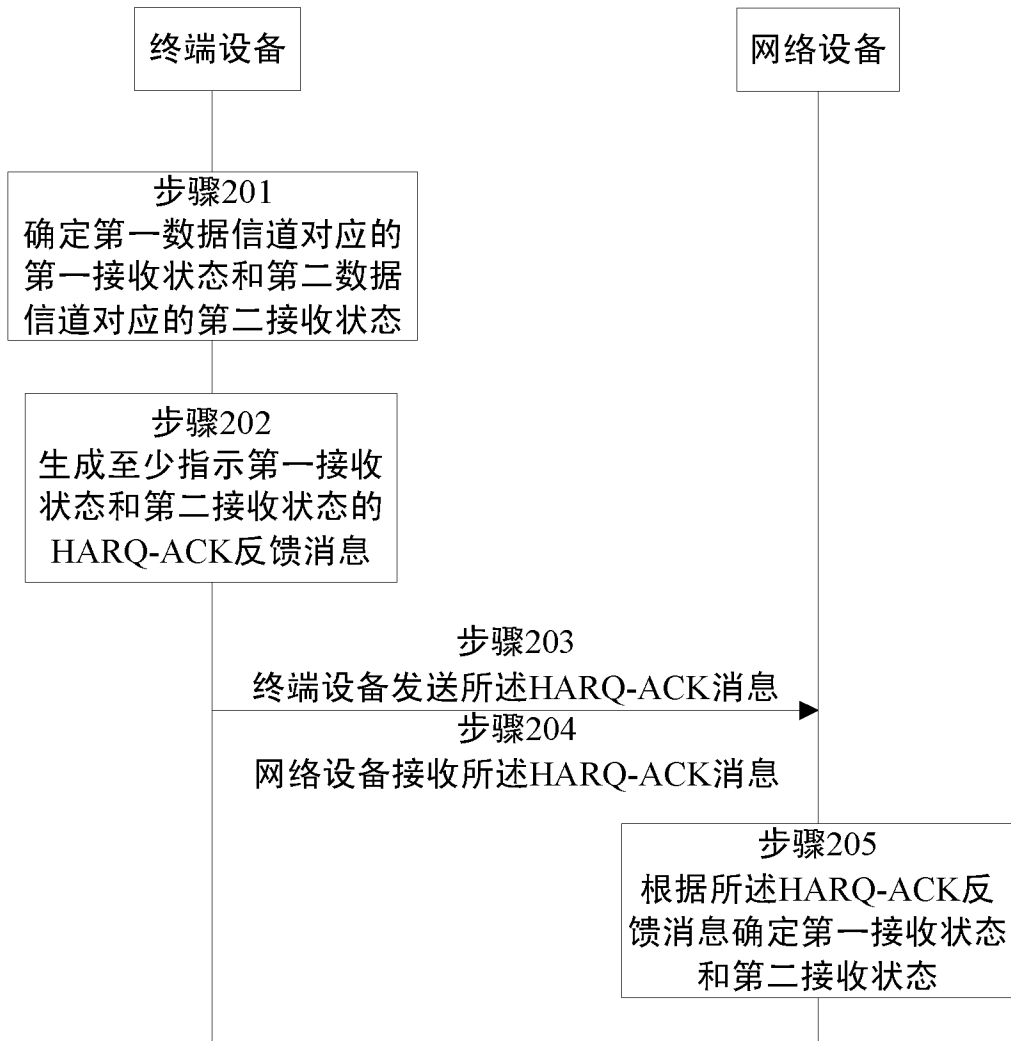 终端设备
网络设备
步骤201
确定第一数据信道对应的
第一接收状态和第二数据
信道对应的第二接收状态
步骤202
生成至少指示第一接收
状态和第二接收状态的
HARQ-ACK反馈消息
步骤203
终端设备发送所述HARQ-ACK消息
步骤204
网络设备接收所述HARQ-ACK消息
步骤205
根据所述HARQ-ACK反
馈消息确定第一接收状态
和第二接收状态